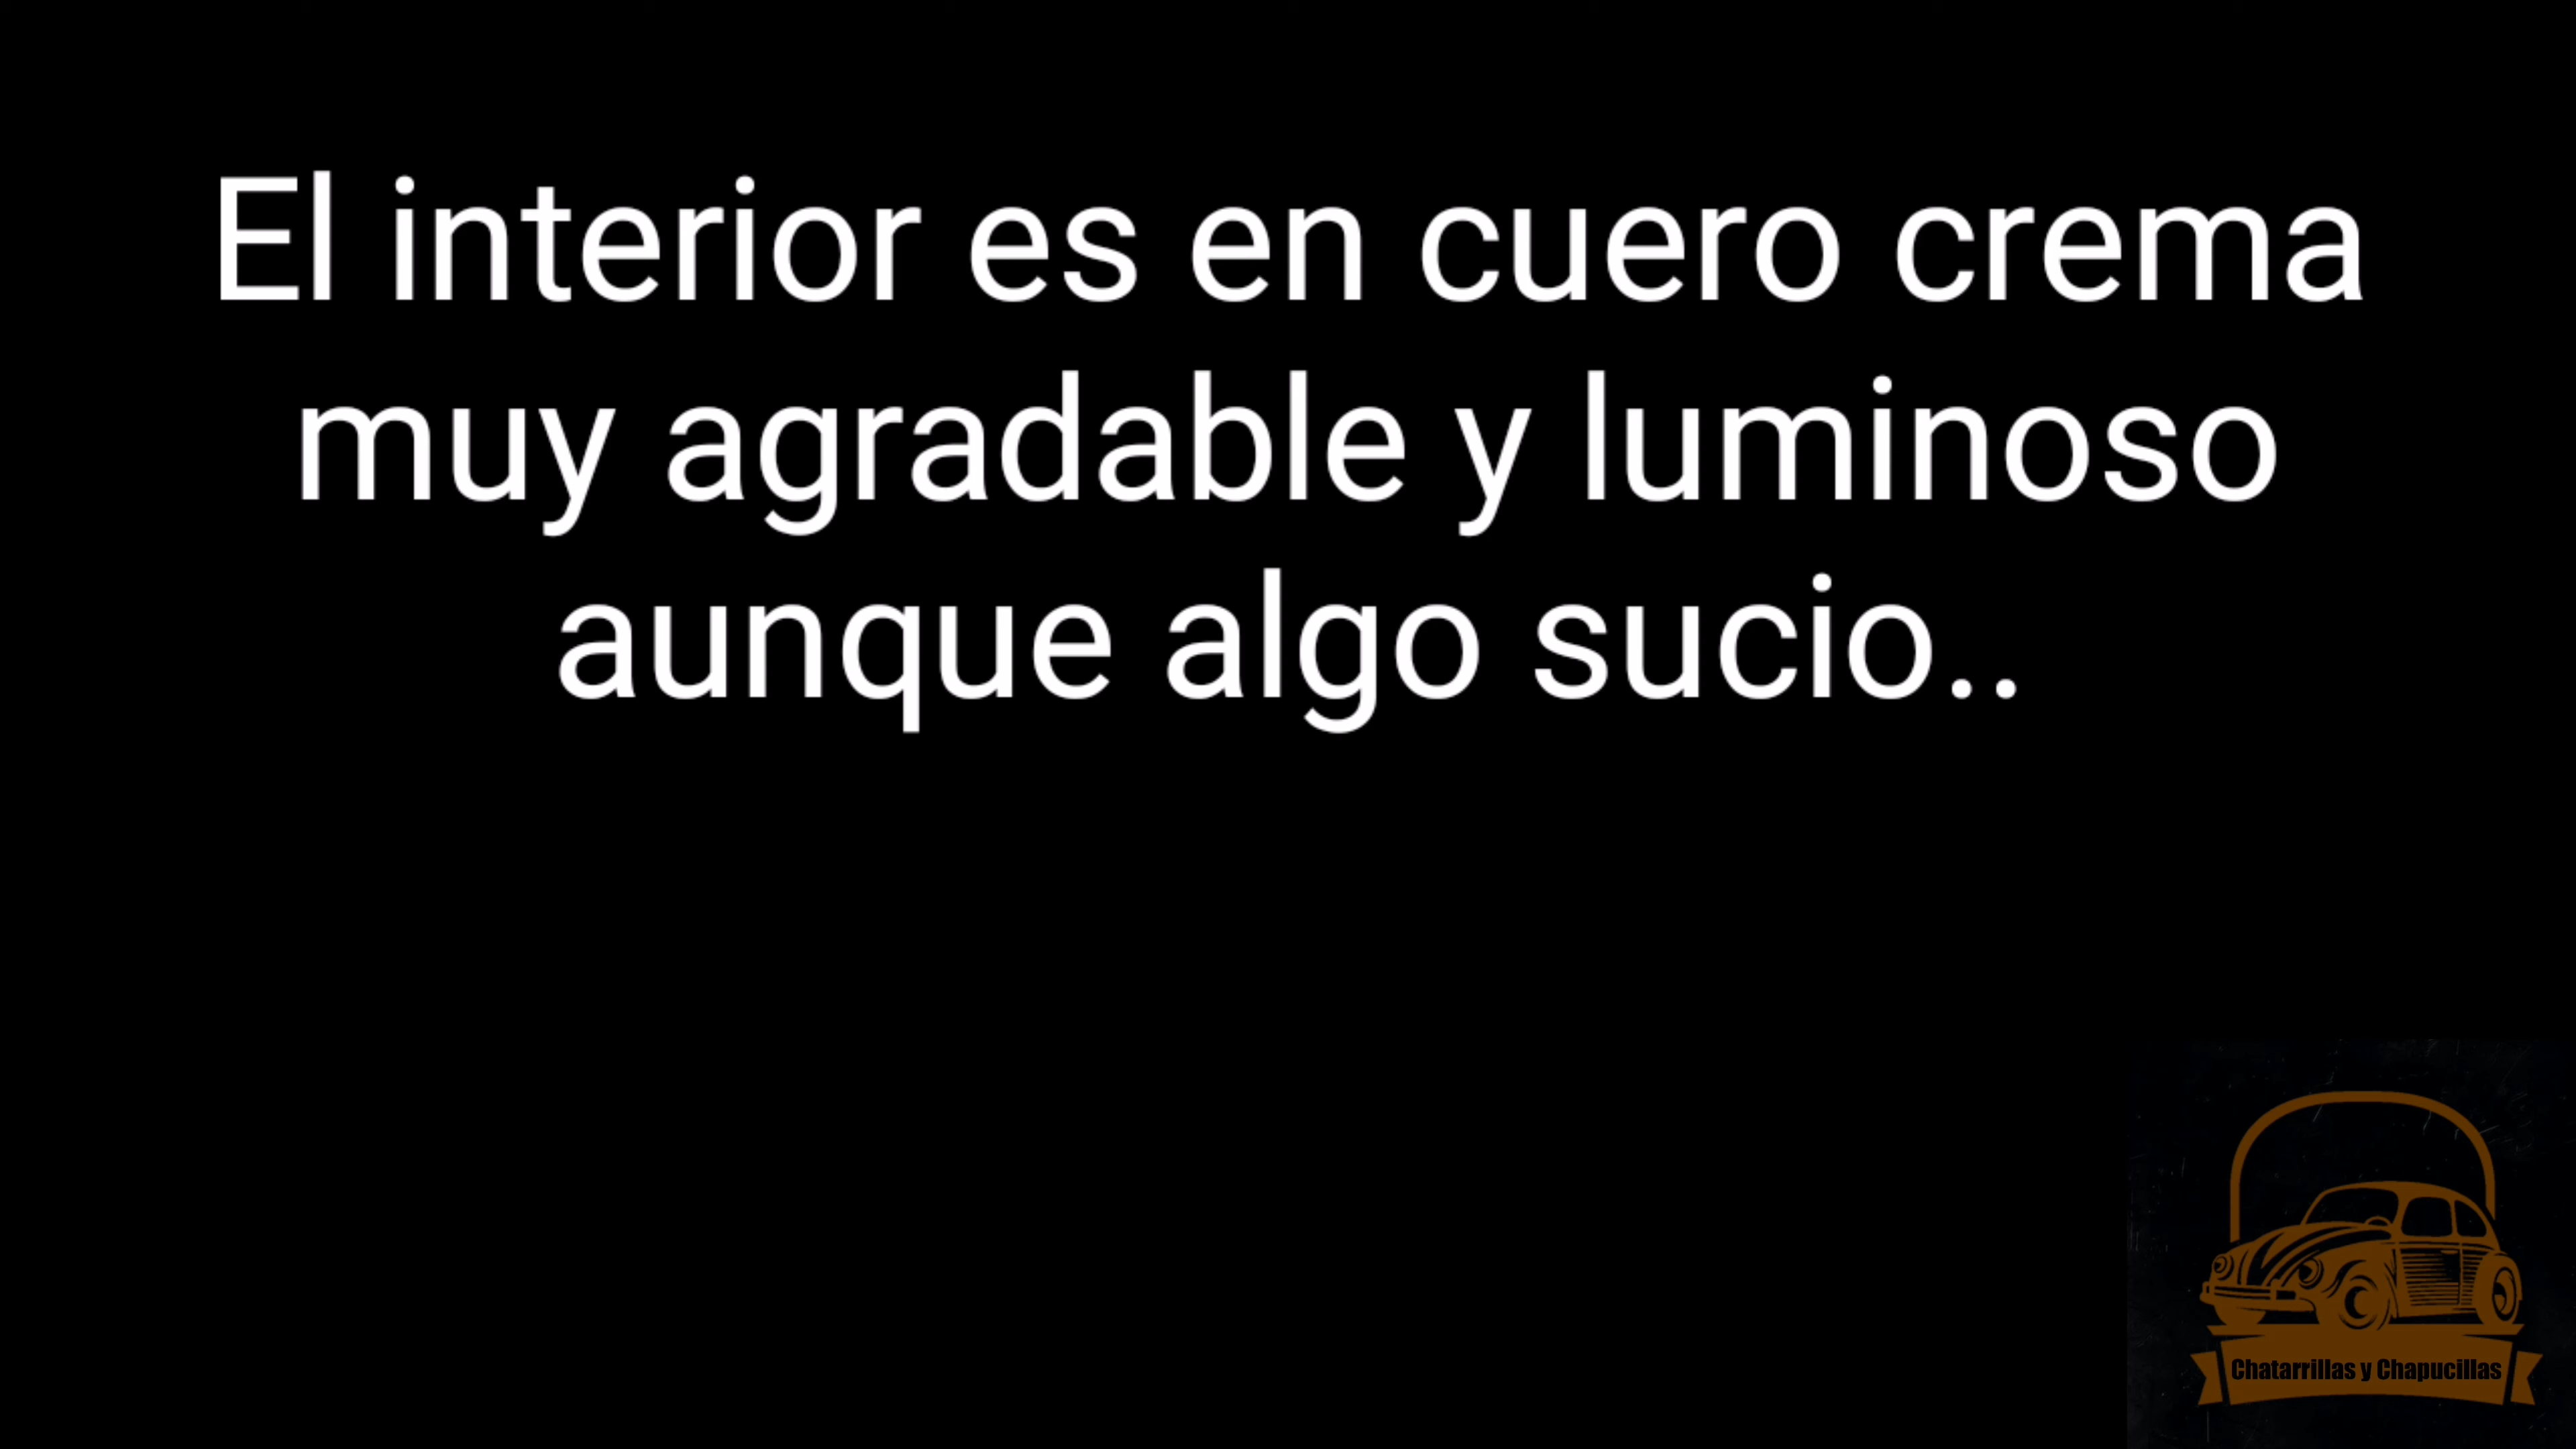 El interior es en cuero crema
muy agradable y luminoso
aunque algo sucio..
Chatarrillas y Chapucillas